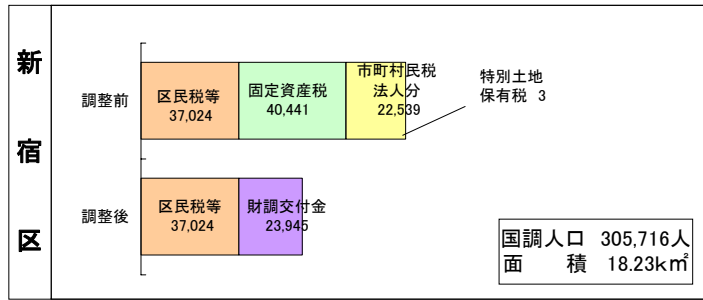 新宿区
調整前
区民税等
37,024
固定資産税
40,441
市町村民税
法人分
22,539
特別土地
保有税 3
調整後
区民税等
37,024
財調交付金
23,945
国調人口 305,716人
面　積 18.23k㎡